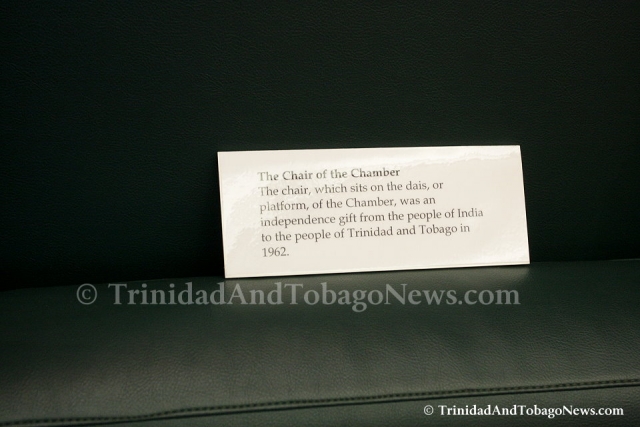 The Chair of the Chamber
The chair, which sits on the dais, or
platform, of the Chamber, was an
independence gift from the people of India
to the people of Trinidad and Tobago in
1962.
© TrinidadAndTobagoNews.com
© TrinidadAndTobagoNews.com